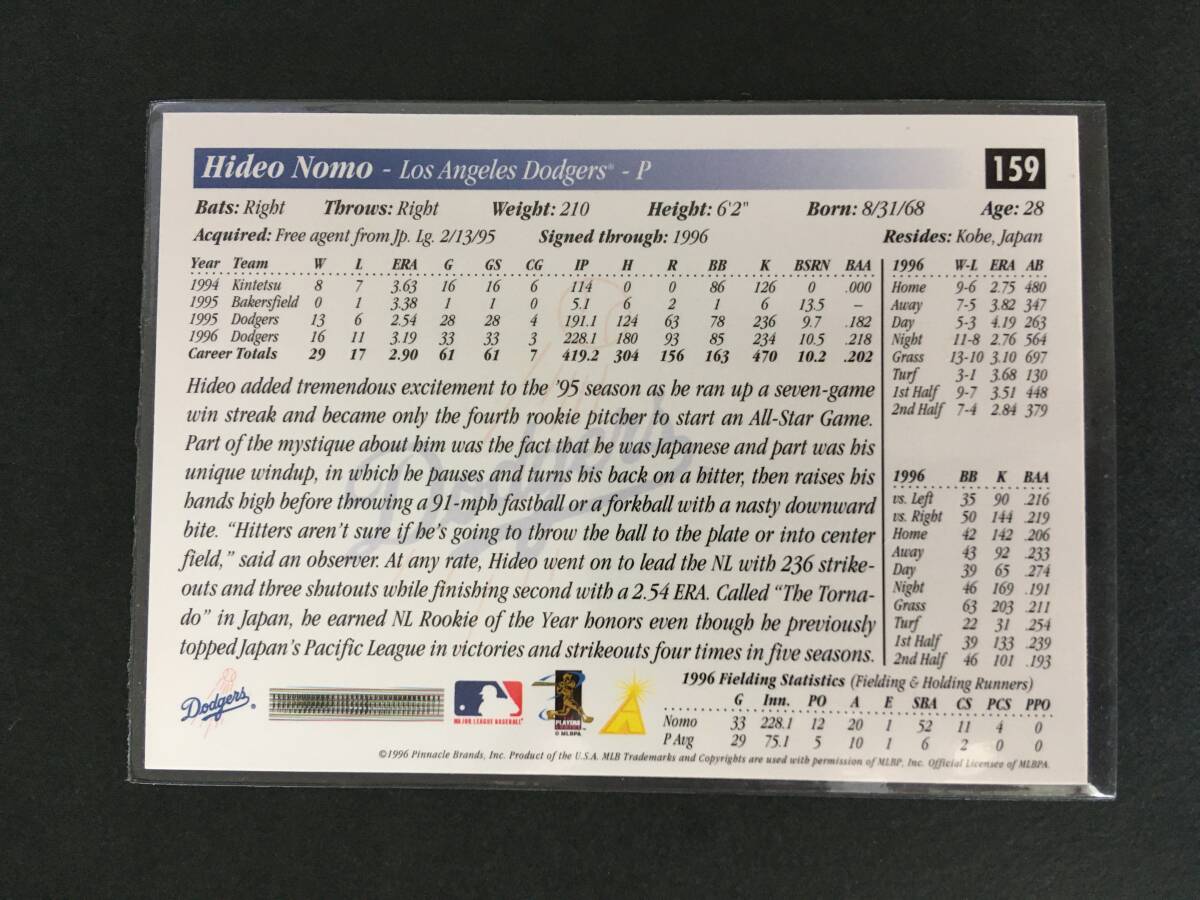 Hideo Nomo - Los Angeles Dodgers® - P 159
Bats: Right Throws: Right Weight: 210 Height: 6'2" Born: 8/31/68 Age: 28
Acquired: Free agent from Jp. Lg. 2/13/95 Signed through: 1996 Resides: Kobe, Japan
Year Team W L ERA G GS CG IP H R BB K BSRN BAA
1994 Kintetsu 8 7 3.63 16 16 6 114 0 0 86 126 0 .000
1995 Bakersfield 0 1 3.38 1 1 0 5.1 6 2 1 6 13.5 –
1995 Dodgers 13 6 2.54 28 28 4 191.1 124 63 78 236 9.7 .182
1996 Dodgers 16 11 3.19 33 33 3 228.1 180 93 85 234 10.5 .218
Career Totals 29 17 2.90 61 61 7 419.2 304 156 163 470 10.2 .202
Hideo added tremendous excitement to the '95 season as he ran up a seven-game
win streak and became only the fourth rookie pitcher to start an All-Star Game.
Part of the mystique about him was the fact that he was Japanese and part was his
unique windup, in which he pauses and turns his back on a hitter, then raises his
hands high before throwing a 91-mph fastball or a forkball with a nasty downward
bite. “Hitters aren't sure if he's going to throw the ball to the plate or into center
field,” said an observer. At any rate, Hideo went on to lead the NL with 236 strike-
outs and three shutouts while finishing second with a 2.54 ERA. Called “The Torna-
do” in Japan, he earned NL Rookie of the Year honors even though he previously
topped Japan's Pacific League in victories and strikeouts four times in five seasons.
Dodgers
1996 W-L ERA AB
Home 9-6 2.75 480
Away 7-5 3.82 347
Day 5-3 4.19 263
Night 11-8 2.76 564
Grass 13-10 3.10 697
Turf 3-1 3.68 130
1st Half 9-7 3.51 448
2nd Half 7-4 2.84 379
1996 BB K BAA
vs. Left 35 90 .216
vs. Right 50 144 .219
Home 42 142 .206
Away 43 92 .233
Day 39 65 .274
Night 46 169 .191
Grass 63 203 .211
Turf 22 31 .254
1st Half 39 133 .239
2nd Half 46 101 .193
Dodgers®
MAJOR LEAGUE BASEBALL®
PLAYERS
© MLBPA
1996 Fielding Statistics (Fielding & Holding Runners)
G Inn. PO A E SBA CS PCS PPO
Nomo 33 228.1 12 20 1 52 11 4 0
P Avg 29 75.1 5 10 1 6 2 0 0
©1996 Pinnacle Brands, Inc. Product of the U.S.A. MLB Trademarks and Copyrights are used with permission of MLBP, Inc. Official Licensee of MLBPA.